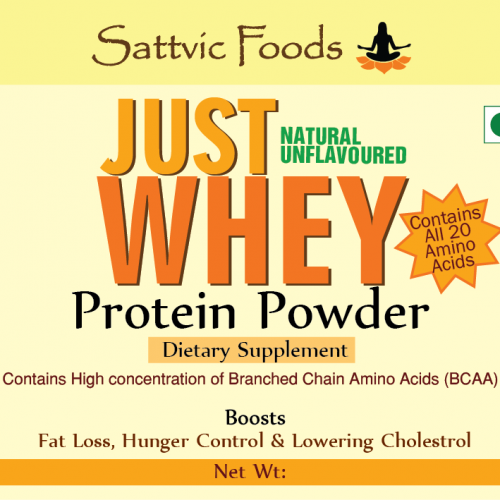 Sattvic Foods
JUST
NATURAL
UNFLAVOURED
WHEY
Contains
All 20
Amino
Acids
Protein Powder
Dietary Supplement
Contains High concentration of Branched Chain Amino Acids (BCAA)
Boosts
Fat Loss, Hunger Control & Lowering Cholestrol
Net Wt: